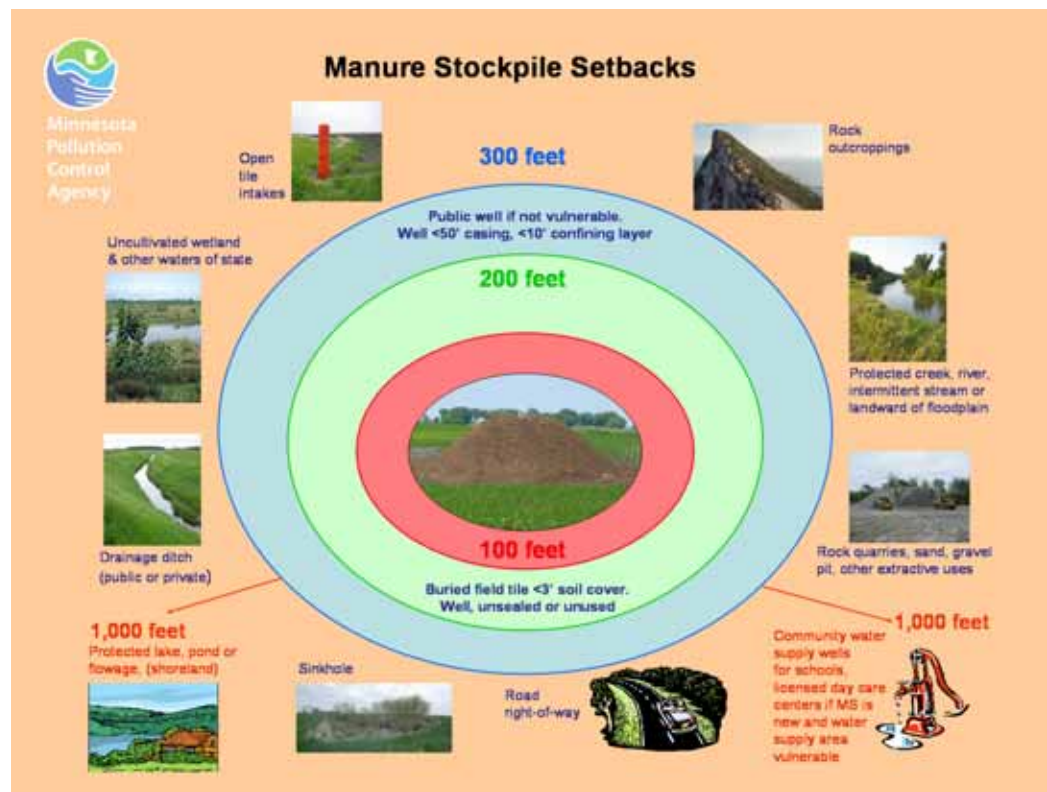 Manure Stockpile Setbacks
Minnesota
Pollution
Control
Agency
Open
tile
intakes
300 feet
Rock
outcroppings
Public well if not vulnerable.
Well <50' casing, <10' confining layer
Uncultivated wetland
& other waters of state
200 feet
Protected creek, river,
intermittent stream or
landward of floodplain
100 feet
Drainage ditch
(public or private)
Rock quarries, sand, gravel
pit, other extractive uses
Buried field tile <3' soil cover.
Well, unsealed or unused
1,000 feet
Protected lake, pond or
flowage, (shoreland)
Sinkhole
Road
right-of-way
1,000 feet
Community water
supply wells
for schools,
licensed day care
centers if MS is
new and water
supply area
vulnerable